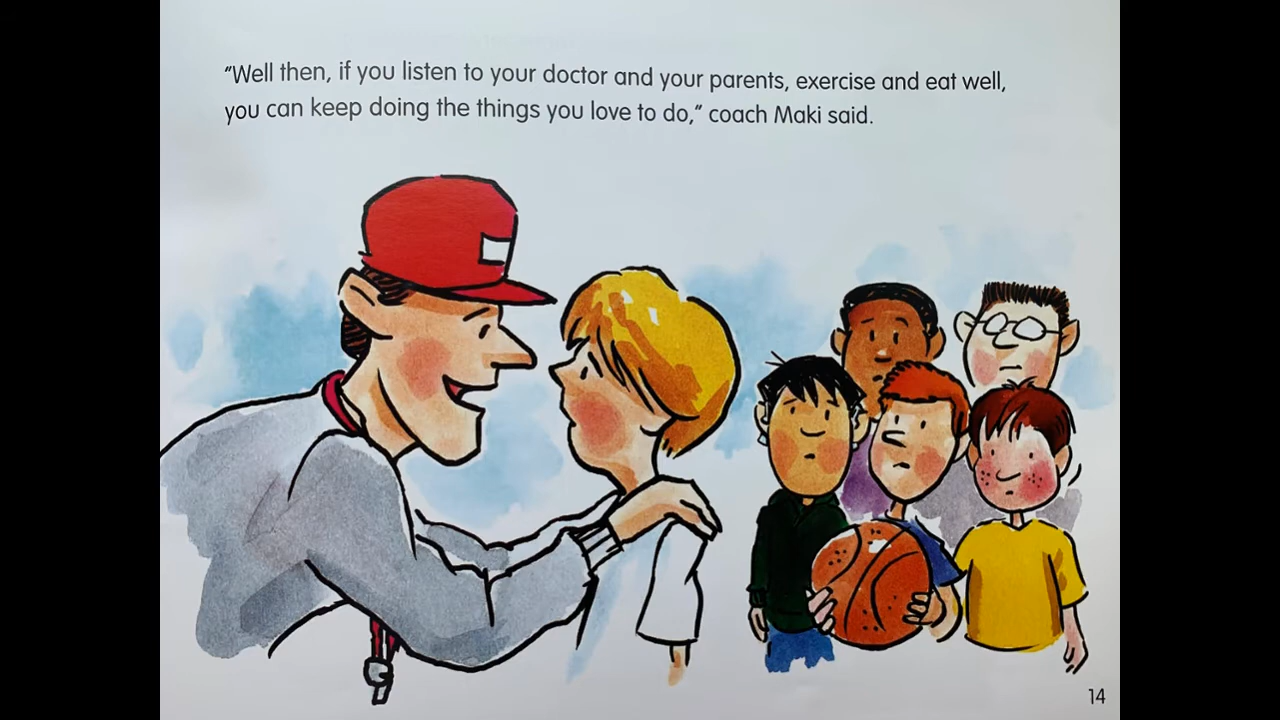 "Well then, if you listen to your doctor and your parents, exercise and eat well,
you can keep doing the things you love to do," coach Maki said.
14